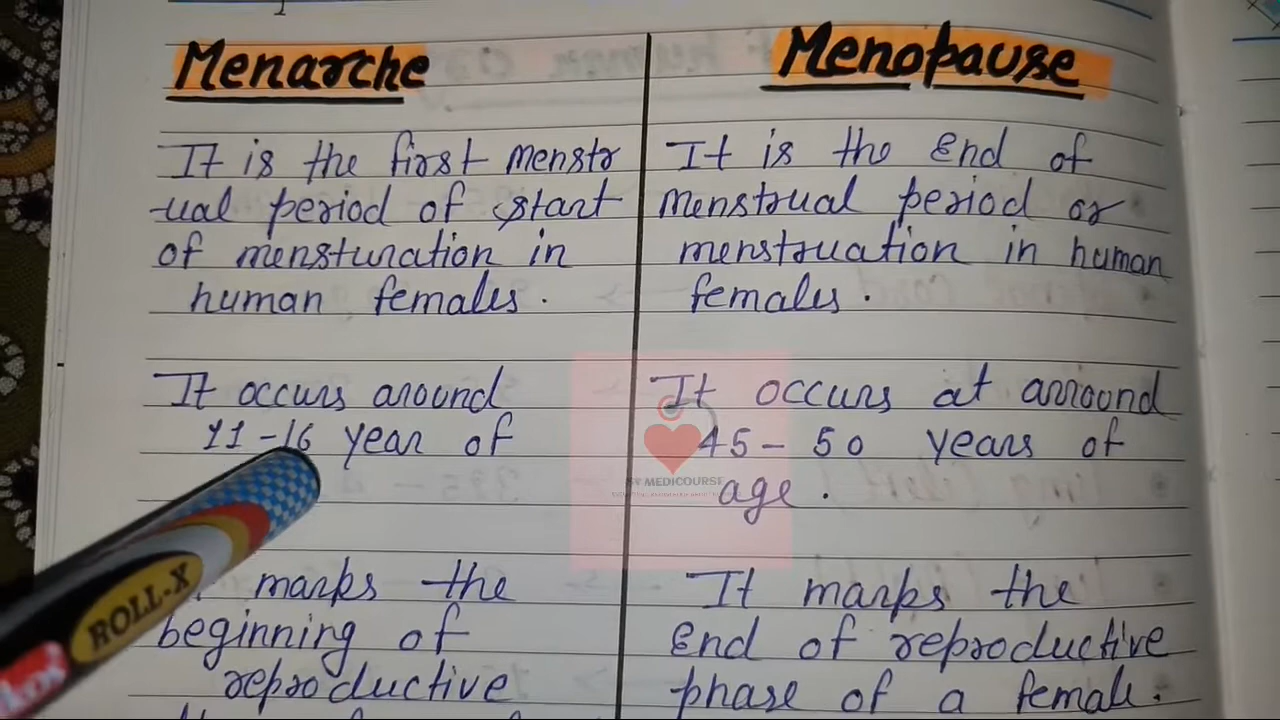 Menarche
It is the first menstr
-ual period of start
of mensturation in
human females.
It occurs around
11-16 year of
marks the
beginning of
reproductive
Menopause
It is the End of
menstrual period or
menstruation in human
females.
It occurs at arround
45-50 years of
age.
It marks the
End of reproductive
phase of a female.
MEDICOURSE
ROLL-X